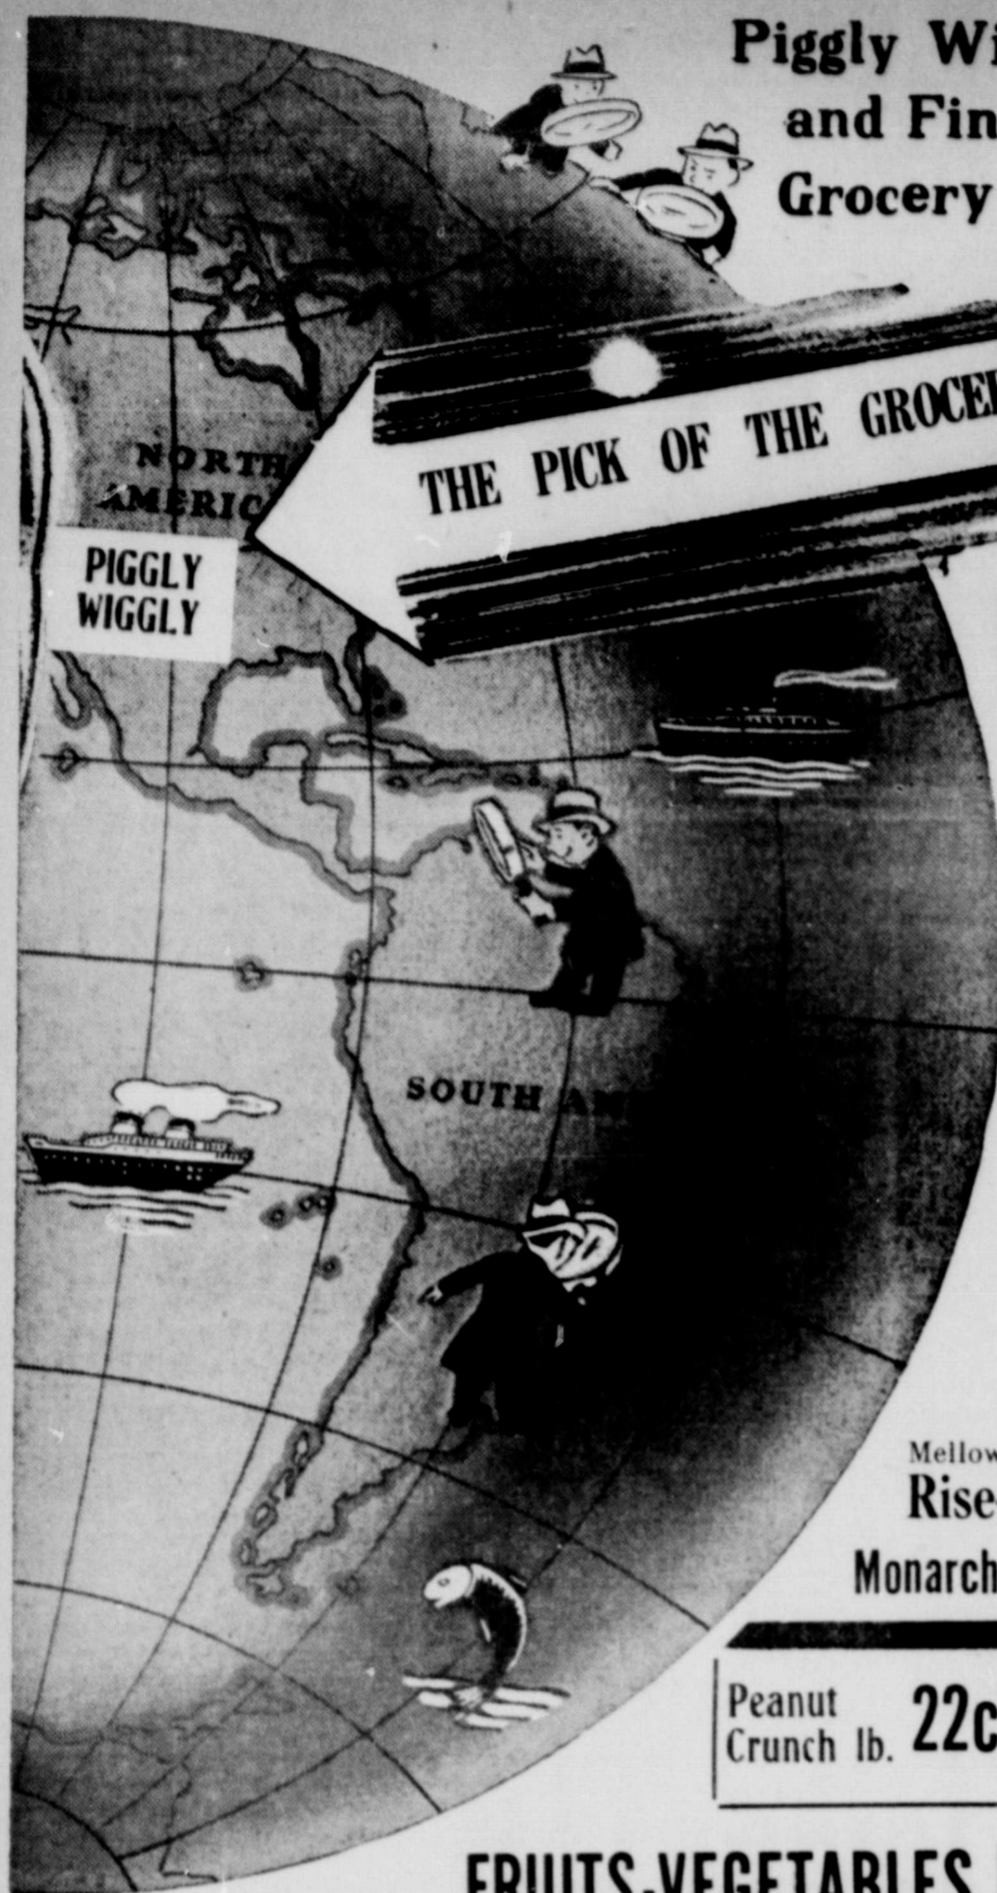 Piggly Wi
and Fin
Grocery
THE PICK OF THE GROCE
NORTH
AMERIC
PIGGLY
WIGGLY
SOUTH AM
Mellow
Rise
Monarch
Peanut
Crunch lb. 22c
FRUITS-VEGETABLES